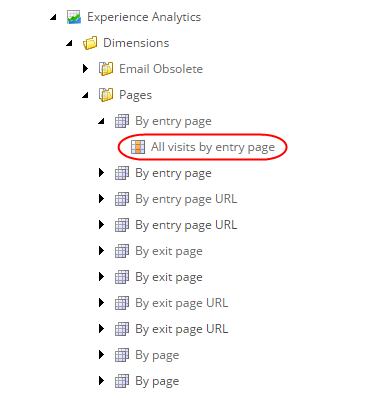 Experience Analytics
Dimensions
Email Obsolete
Pages
By entry page
All visits by entry page
By entry page
By entry page URL
By entry page URL
By exit page
By exit page
By exit page URL
By exit page URL
By page
By page